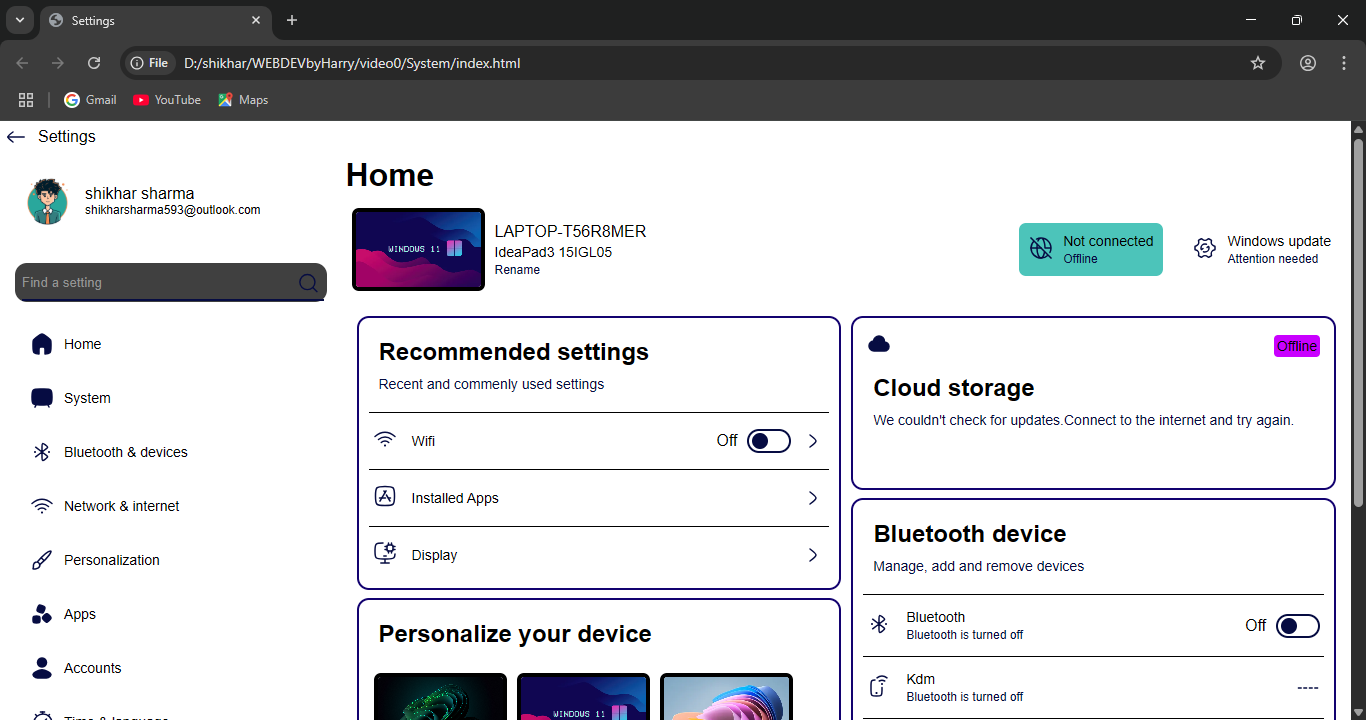 Settings
File
D:/shikhar/WEBDEVbyHarry/video0/System/index.html
Gmail
YouTube
Maps
Settings
shikhar sharma
shikharsharma593@outlook.com
Find a setting
Home
System
Bluetooth & devices
Network & internet
Personalization
Apps
Accounts
Time & language
Home
WINDOWS 11
LAPTOP-T56R8MER
IdeaPad3 15IGL05
Rename
Not connected
Offline
Windows update
Attention needed
Recommended settings
Recent and commenly used settings
Wifi
Off
Installed Apps
Display
Personalize your device
WINDOWS 11
Offline
Cloud storage
We couldn't check for updates.Connect to the internet and try again.
Bluetooth device
Manage, add and remove devices
Bluetooth
Bluetooth is turned off
Off
Kdm
Bluetooth is turned off
----